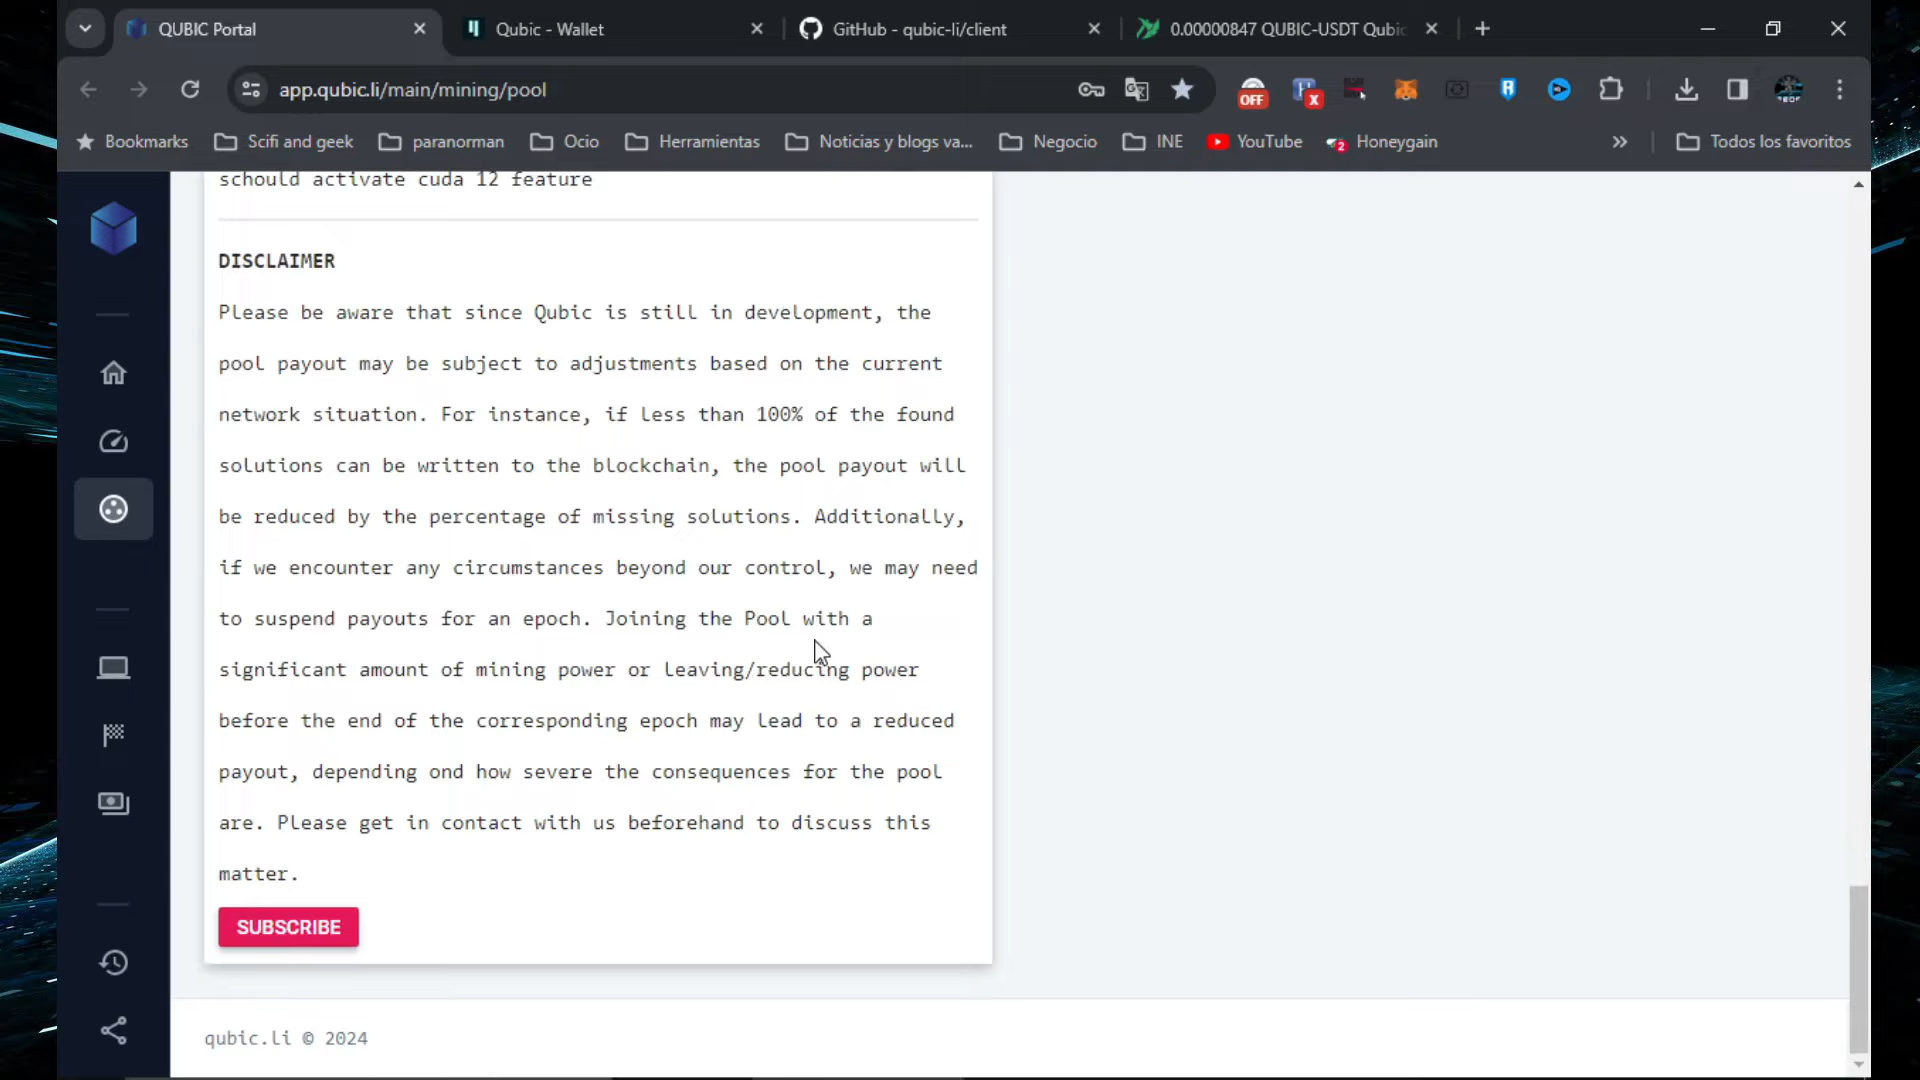 QUBIC Portal
Qubic - Wallet
GitHub - qubic-li/client
0.00000847 QUBIC-USDT Qubic
app.qubic.li/main/mining/pool
OFF
x
Bookmarks
Scifi and geek
paranorman
Ocio
Herramientas
Noticias y blogs va...
Negocio
INE
YouTube
2
Honeygain
Todos los favoritos
schould activate cuda 12 feature
DISCLAIMER
Please be aware that since Qubic is still in development, the
pool payout may be subject to adjustments based on the current
network situation. For instance, if less than 100% of the found
solutions can be written to the blockchain, the pool payout will
be reduced by the percentage of missing solutions. Additionally,
if we encounter any circumstances beyond our control, we may need
to suspend payouts for an epoch. Joining the Pool with a
significant amount of mining power or leaving/reducing power
before the end of the corresponding epoch may lead to a reduced
payout, depending ond how severe the consequences for the pool
are. Please get in contact with us beforehand to discuss this
matter.
SUBSCRIBE
qubic.li © 2024